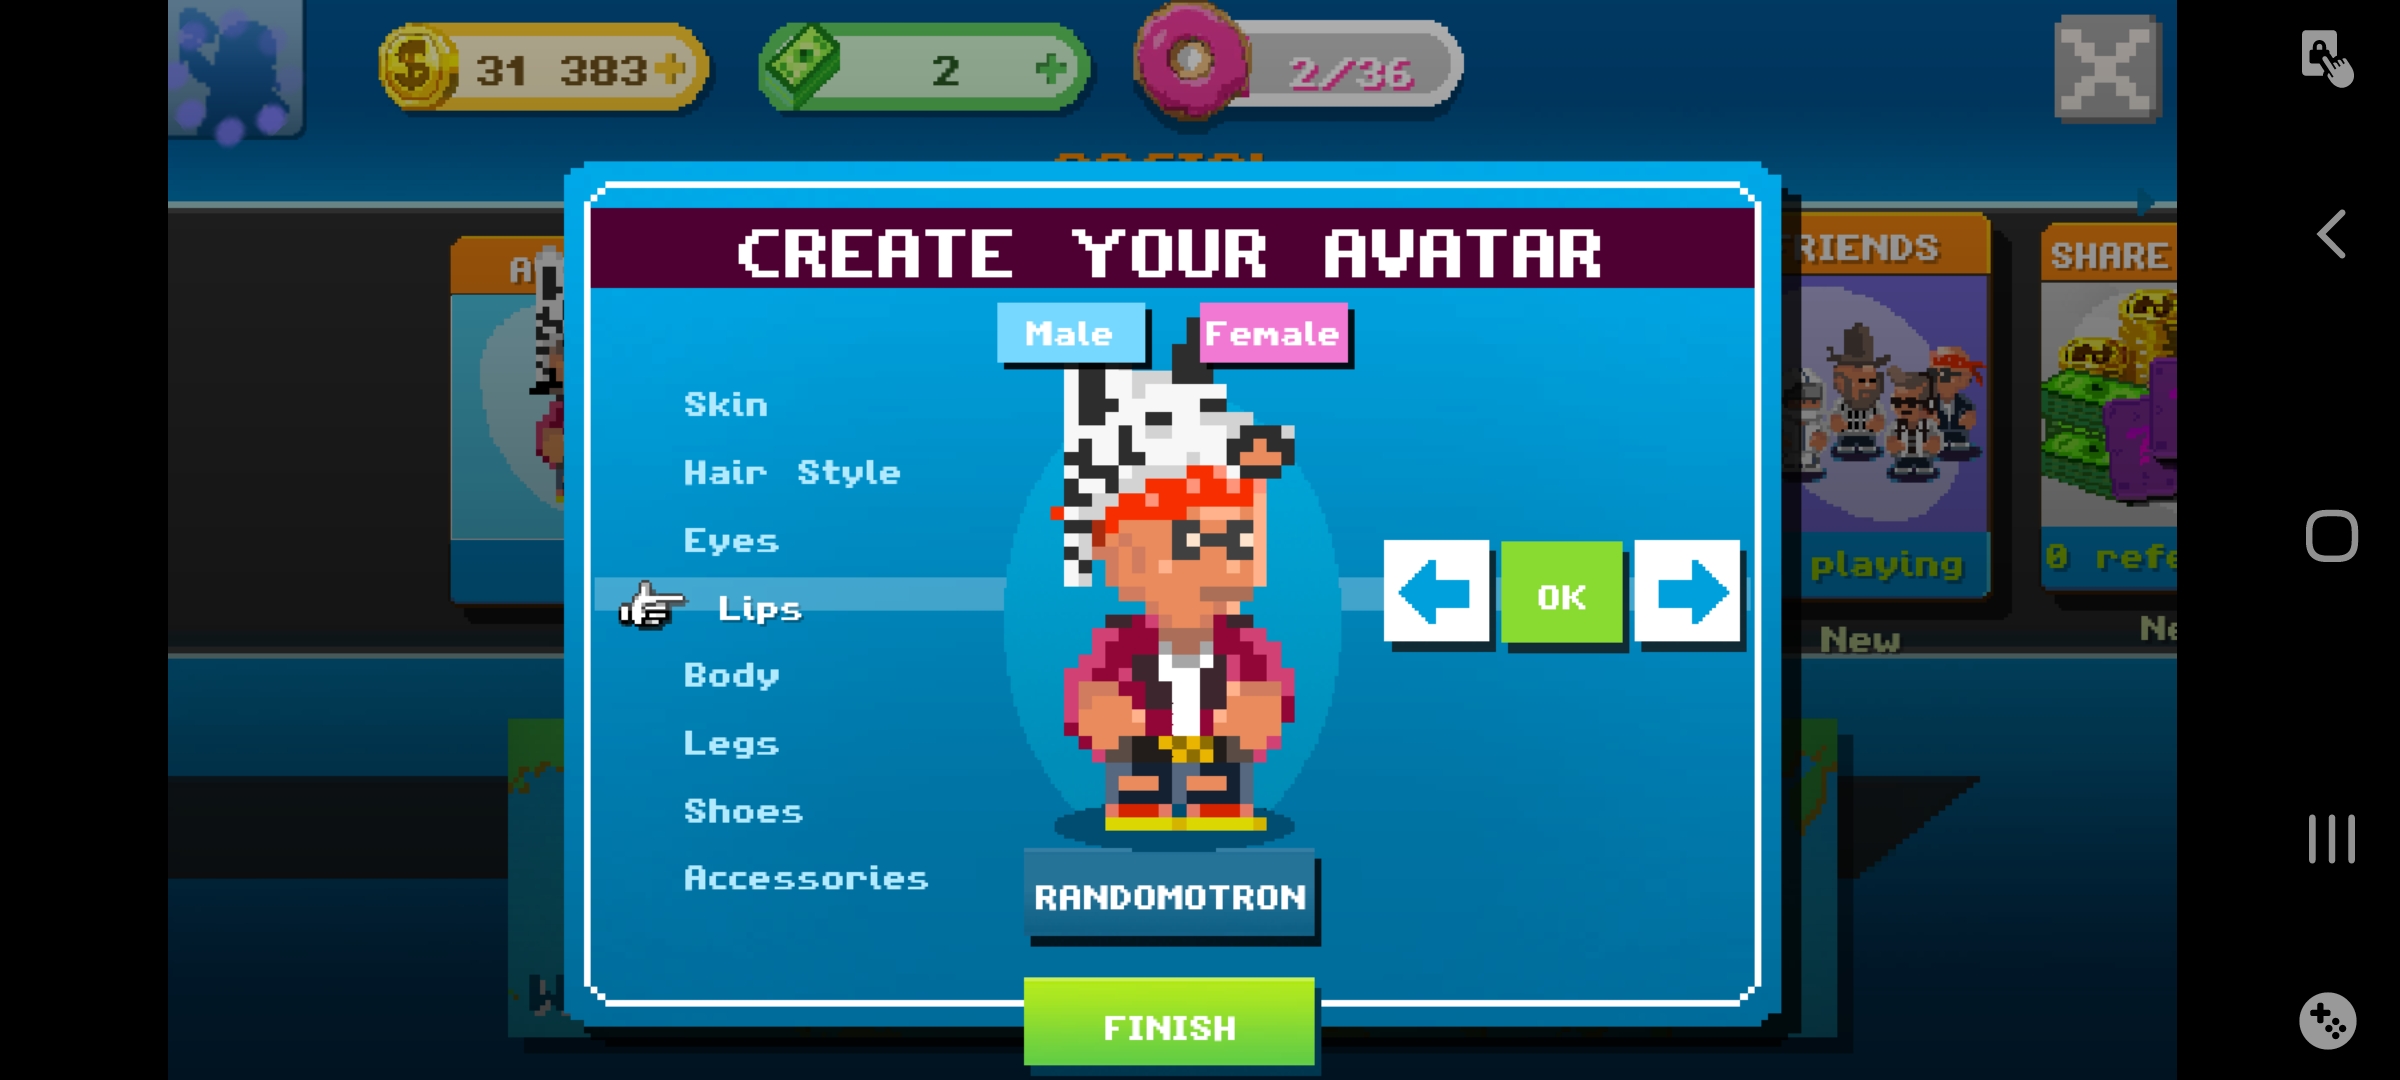 31 383
2
2/36
CREATE YOUR AVATAR
RIENDS
SHARE
Male
Female
Skin
Hair Style
Eyes
Lips
Body
Legs
Shoes
Accessories
OK
playing
0 refe
New
Ne
RANDOMOTRON
FINISH